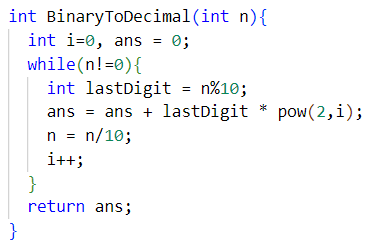 int BinaryToDecimal(int n){
  int i=0, ans = 0;
  while(n!=0){
    int lastDigit = n%10;
    ans = ans + lastDigit * pow(2,i);
    n = n/10;
    i++;
  }
  return ans;
}